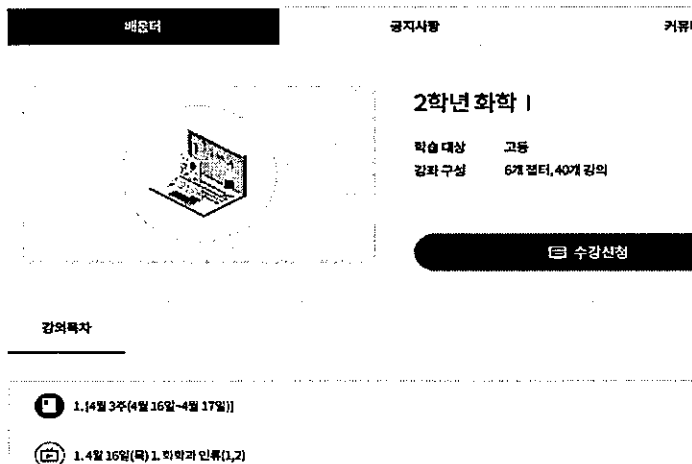 배움터
공지사항
커뮤
2학년 화학 I
학습 대상 고등
강좌 구성 6개 챕터, 40개 강의
수강신청
강의목차
1. [4월 3주(4월 16일~4월 17일)]
1. 4월 16일(목) 1. 화학과 인류(1,2)